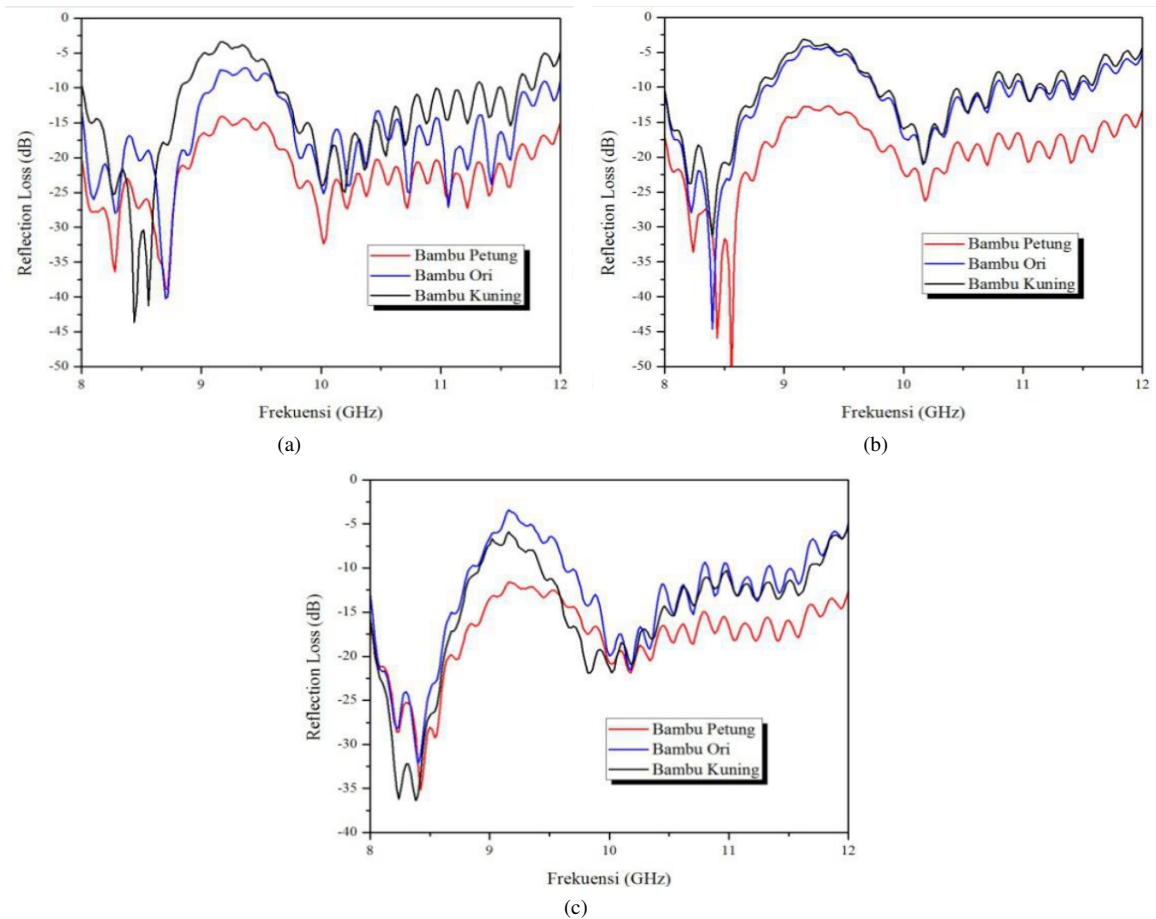 0
-5
-10
-15
-20
-25
-30
-35
-40
-45
-50
Reflection Loss (dB)
Bambu Petung
Bambu Ori
Bambu Kuning
8 9 10 11 12
Frekuensi (GHz)
(a)
0
-5
-10
-15
-20
-25
-30
-35
-40
-45
-50
Reflection Loss (dB)
Bambu Petung
Bambu Ori
Bambu Kuning
8 9 10 11 12
Frekuensi (GHz)
(b)
0
-5
-10
-15
-20
-25
-30
-35
-40
Reflection Loss (dB)
Bambu Petung
Bambu Ori
Bambu Kuning
8 9 10 11 12
Frekuensi (GHz)
(c)